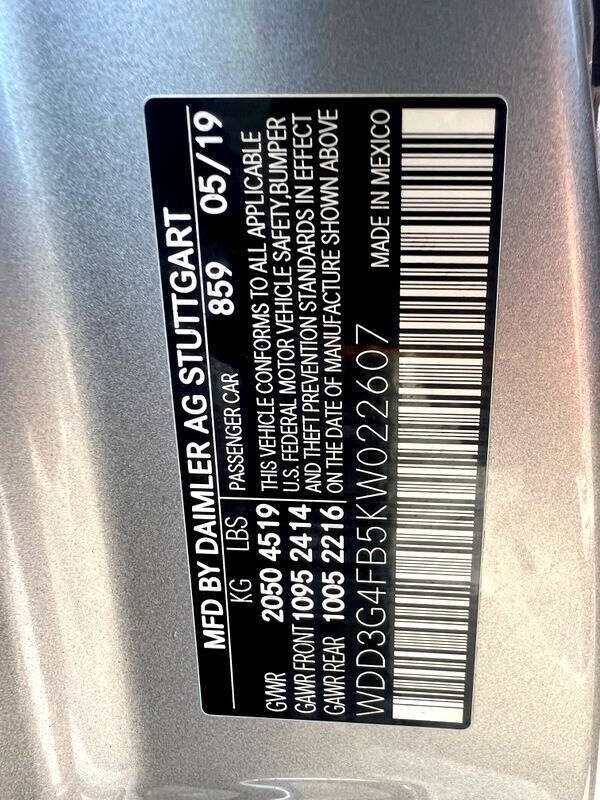 MFD BY DAIMLER AG STUTTGART
859 05/19
KG LBS PASSENGER CAR
GVWR 2050 4519 THIS VEHICLE CONFORMS TO ALL APPLICABLE
U.S. FEDERAL MOTOR VEHICLE SAFETY,BUMPER
GAWR FRONT 1095 2414 AND THEFT PREVENTION STANDARDS IN EFFECT
GAWR REAR 1005 2216 ON THE DATE OF MANUFACTURE SHOWN ABOVE
WDD3G4FB5KW022607 MADE IN MEXICO